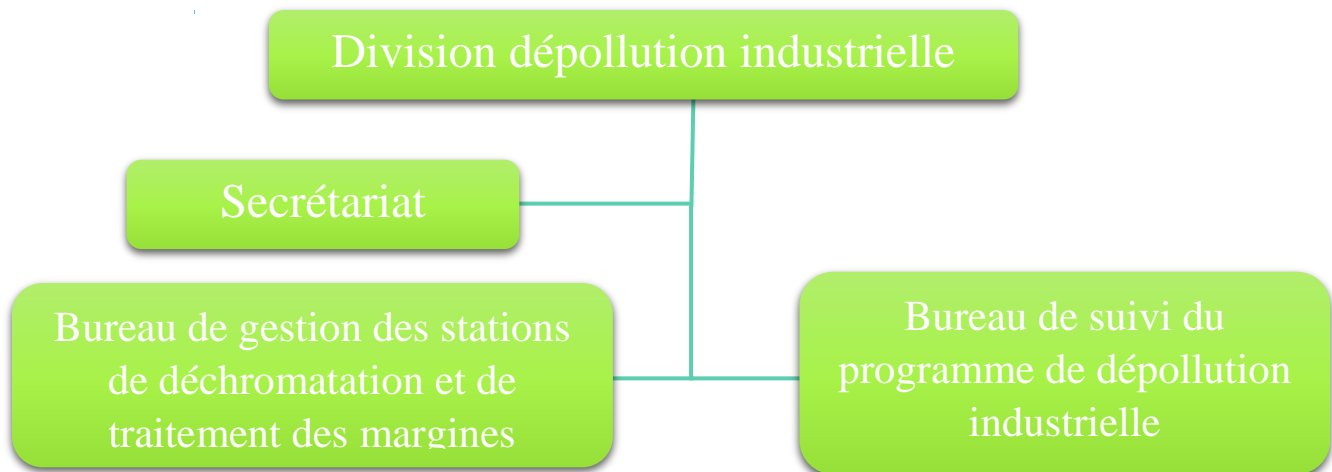 Division dépollution industrielle
Secrétariat
Bureau de gestion des stations
de déchromatation et de
traitement des margines
Bureau de suivi du
programme de dépollution
industrielle